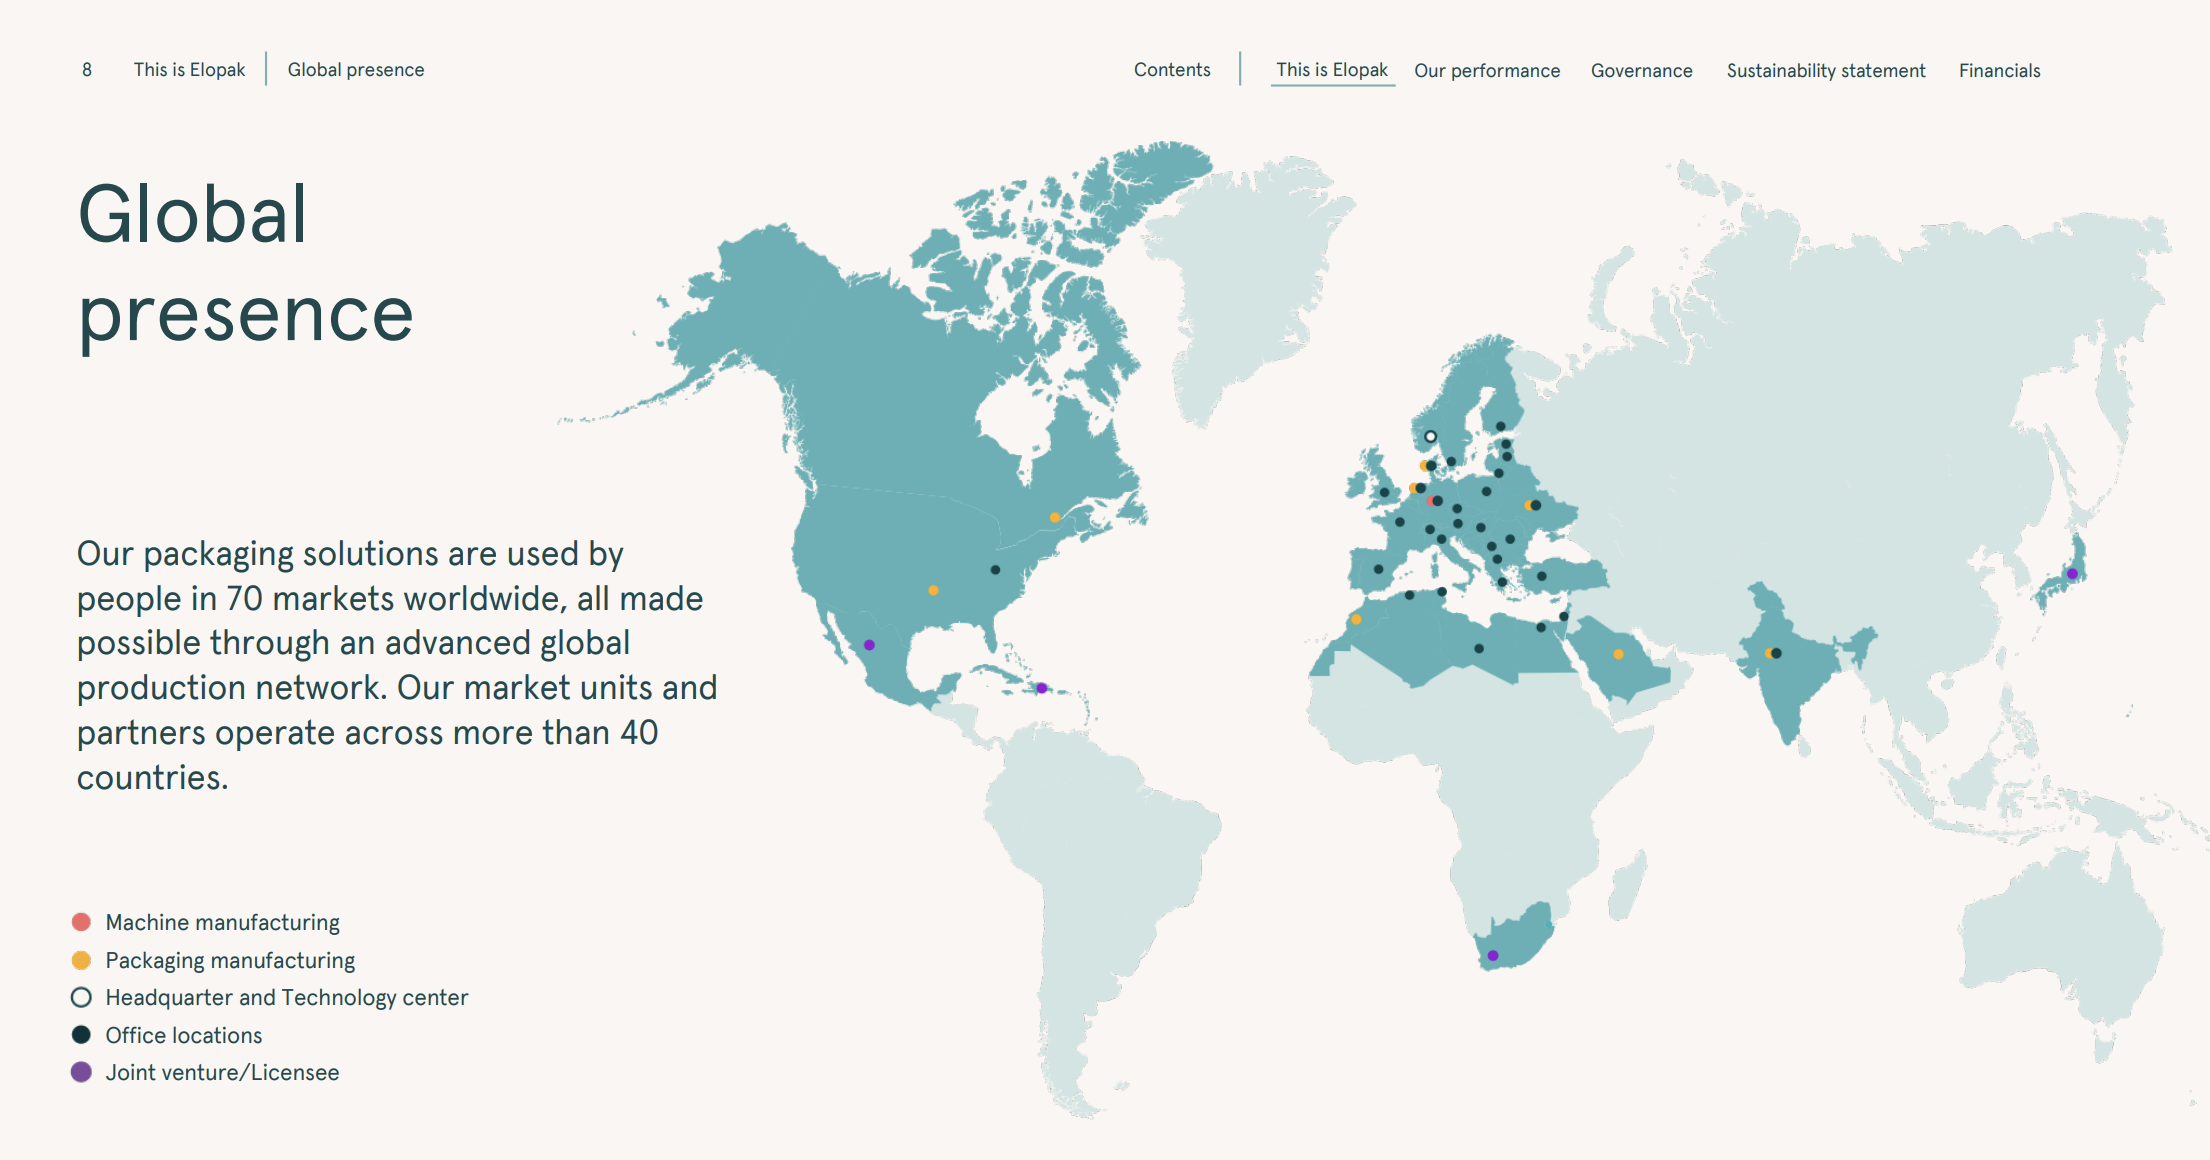 8 This is Elopak Global presence
Contents This is Elopak Our performance Governance Sustainability statement Financials
Global
presence
Our packaging solutions are used by
people in 70 markets worldwide, all made
possible through an advanced global
production network. Our market units and
partners operate across more than 40
countries.
Machine manufacturing
Packaging manufacturing
Headquarter and Technology center
Office locations
Joint venture/Licensee